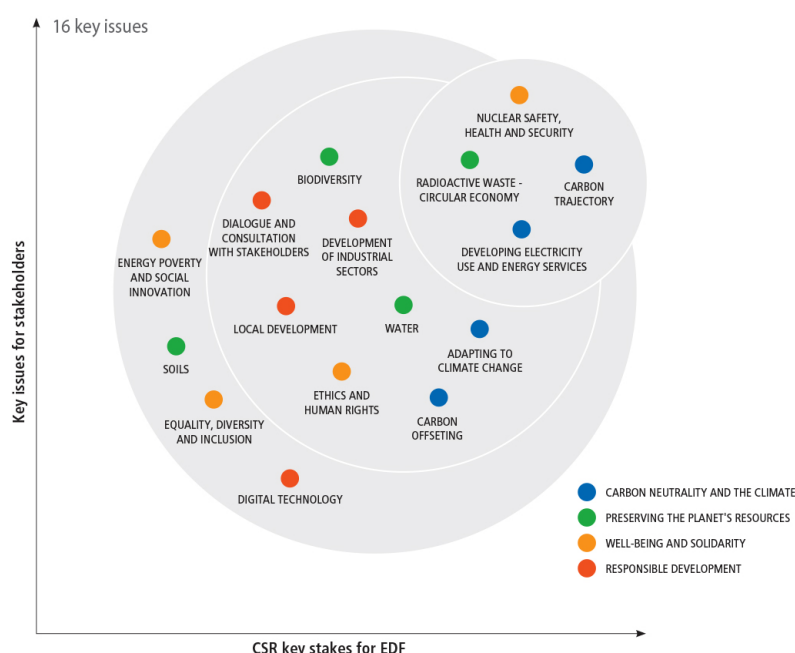 16 key issues
Key issues for stakeholders
NUCLEAR SAFETY,
HEALTH AND SECURITY
BIODIVERSITY
RADIOACTIVE WASTE -
CIRCULAR ECONOMY
CARBON
TRAJECTORY
DIALOGUE AND
CONSULTATION
WITH STAKEHOLDERS
DEVELOPMENT
OF INDUSTRIAL
SECTORS
DEVELOPING ELECTRICITY
USE AND ENERGY SERVICES
ENERGY POVERTY
AND SOCIAL
INNOVATION
LOCAL DEVELOPMENT
WATER
ADAPTING TO
CLIMATE CHANGE
SOILS
ETHICS AND
HUMAN RIGHTS
CARBON
OFFSETING
EQUALITY, DIVERSITY
AND INCLUSION
DIGITAL TECHNOLOGY
CARBON NEUTRALITY AND THE CLIMATE
PRESERVING THE PLANET'S RESOURCES
WELL-BEING AND SOLIDARITY
RESPONSIBLE DEVELOPMENT
CSR key stakes for EDF